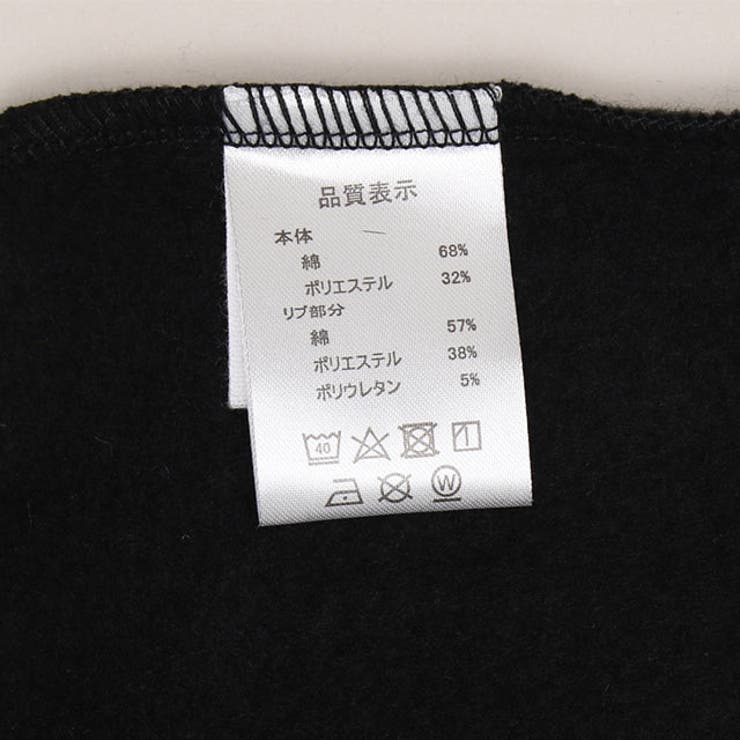 品質表示
本体
綿 68%
ポリエステル 32%
リブ部分
綿 57%
ポリエステル 38%
ポリウレタン 5%
40
W